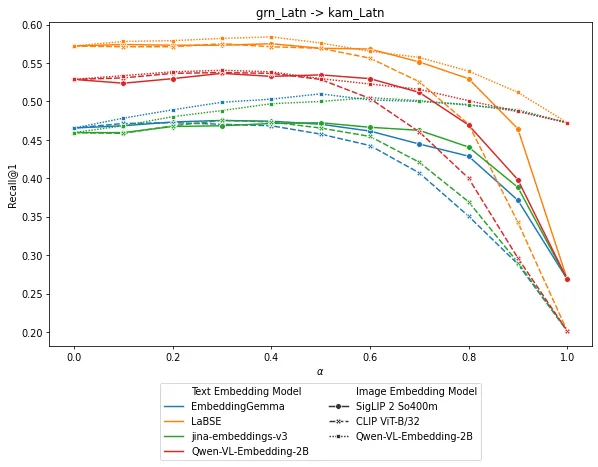 grn_Latn -> kam_Latn
Recall@1
0.60
0.55
0.50
0.45
0.40
0.35
0.30
0.25
0.20
0.0
0.2
0.4
0.6
0.8
1.0
α
Text Embedding Model
EmbeddingGemma
LaBSE
jina-embeddings-v3
Qwen-VL-Embedding-2B
Image Embedding Model
SigLIP 2 So400m
CLIP ViT-B/32
Qwen-VL-Embedding-2B